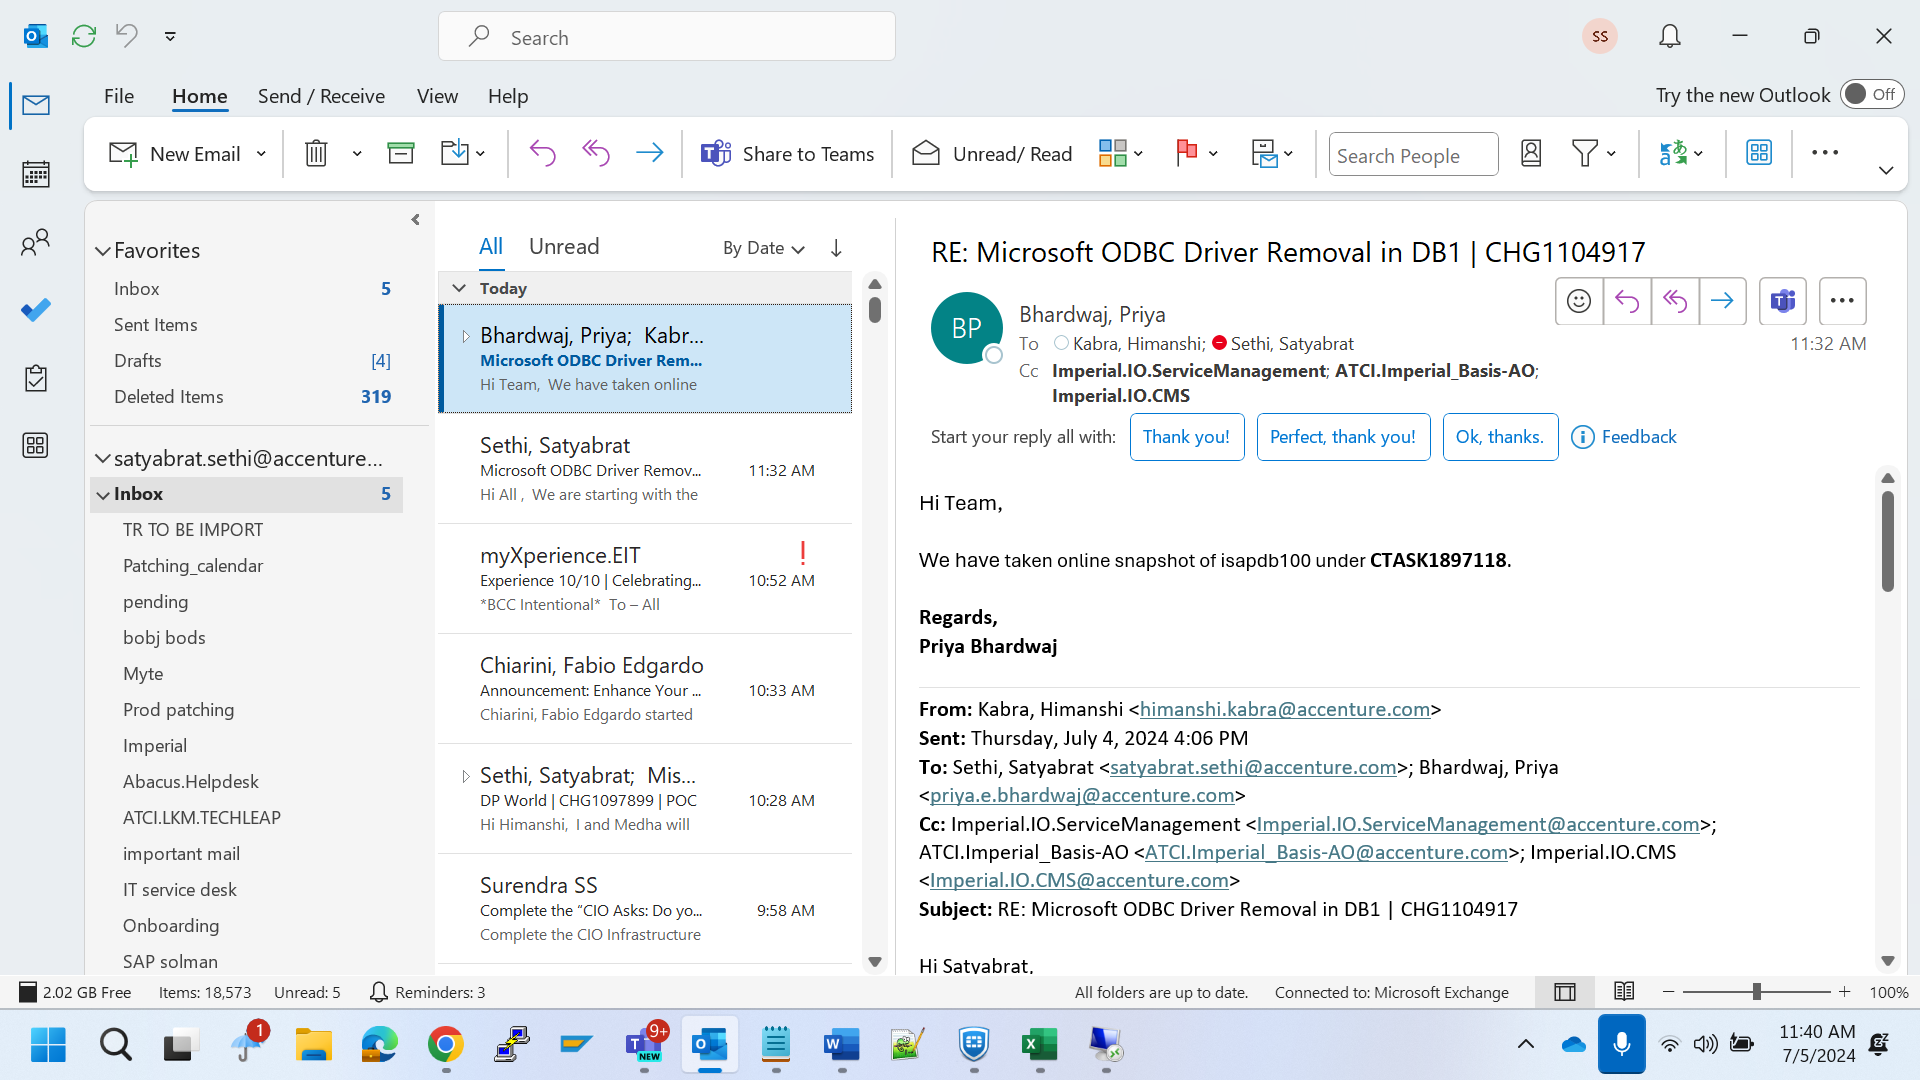 Search
SS
File
Home
Send / Receive
View
Help
Try the new Outlook
Off
New Email
Share to Teams
Unread/ Read
Search People
Favorites
Inbox 5
Sent Items
Drafts [4]
Deleted Items 319
satyabrat.sethi@accenture...
Inbox 5
TR TO BE IMPORT
Patching_calendar
pending
bobj bods
Myte
Prod patching
Imperial
Abacus.Helpdesk
ATCI.LKM.TECHLEAP
important mail
IT service desk
Onboarding
SAP solman
All Unread By Date
Today
Bhardwaj, Priya; Kabr...
Microsoft ODBC Driver Rem...
Hi Team, We have taken online
Sethi, Satyabrat
Microsoft ODBC Driver Remov... 11:32 AM
Hi All , We are starting with the
myXperience.EIT
Experience 10/10 | Celebrating... 10:52 AM
*BCC Intentional* To – All
Chiarini, Fabio Edgardo
Announcement: Enhance Your ... 10:33 AM
Chiarini, Fabio Edgardo started
Sethi, Satyabrat; Mis...
DP World | CHG1097899 | POC 10:28 AM
Hi Himanshi, I and Medha will
Surendra SS
Complete the “CIO Asks: Do yo... 9:58 AM
Complete the CIO Infrastructure
RE: Microsoft ODBC Driver Removal in DB1 | CHG1104917
BP
Bhardwaj, Priya
To Kabra, Himanshi; Sethi, Satyabrat 11:32 AM
Cc Imperial.IO.ServiceManagement; ATCI.Imperial_Basis-AO;
Imperial.IO.CMS
Start your reply all with: Thank you! Perfect, thank you! Ok, thanks. Feedback
Hi Team,
We have taken online snapshot of isapdb100 under CTASK1897118.
Regards,
Priya Bhardwaj
From: Kabra, Himanshi <himanshi.kabra@accenture.com>
Sent: Thursday, July 4, 2024 4:06 PM
To: Sethi, Satyabrat <satyabrat.sethi@accenture.com>; Bhardwaj, Priya
<priya.e.bhardwaj@accenture.com>
Cc: Imperial.IO.ServiceManagement <Imperial.IO.ServiceManagement@accenture.com>;
ATCI.Imperial_Basis-AO <ATCI.Imperial_Basis-AO@accenture.com>; Imperial.IO.CMS
<Imperial.IO.CMS@accenture.com>
Subject: RE: Microsoft ODBC Driver Removal in DB1 | CHG1104917
Hi Satyabrat,
2.02 GB Free Items: 18,573 Unread: 5 Reminders: 3
All folders are up to date. Connected to: Microsoft Exchange 100%
1
9+
NEW
11:40 AM
7/5/2024